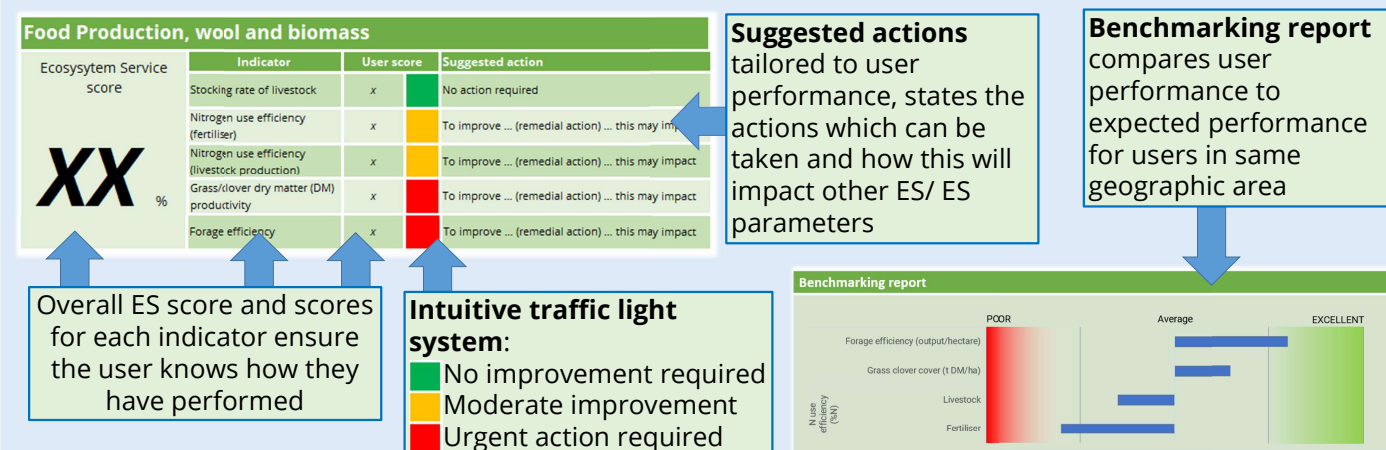 Food Production, wool and biomass
Ecosysytem Service
score
XX %
Indicator
User score
Suggested action
Stocking rate of livestock
x
No action required
Nitrogen use efficiency
(fertiliser)
x
To improve ... (remedial action) ... this may imp
Nitrogen use efficiency
(livestock production)
x
To improve ... (remedial action) ... this may impact
Grass/clover dry matter (DM)
productivity
x
To improve ... (remedial action) ... this may impact
Forage efficiency
x
To improve ... (remedial action) ... this may impact
Suggested actions
tailored to user
performance, states the
actions which can be
taken and how this will
impact other ES/ ES
parameters
Benchmarking report
compares user
performance to
expected performance
for users in same
geographic area
Overall ES score and scores
for each indicator ensure
the user knows how they
have performed
Intuitive traffic light
system:
No improvement required
Moderate improvement
Urgent action required
Benchmarking report
POOR
Average
EXCELLENT
Forage efficiency (output/hectare)
Grass clover cover (t DM/ha)
N use
efficiency
(%N)
Livestock
Fertiliser